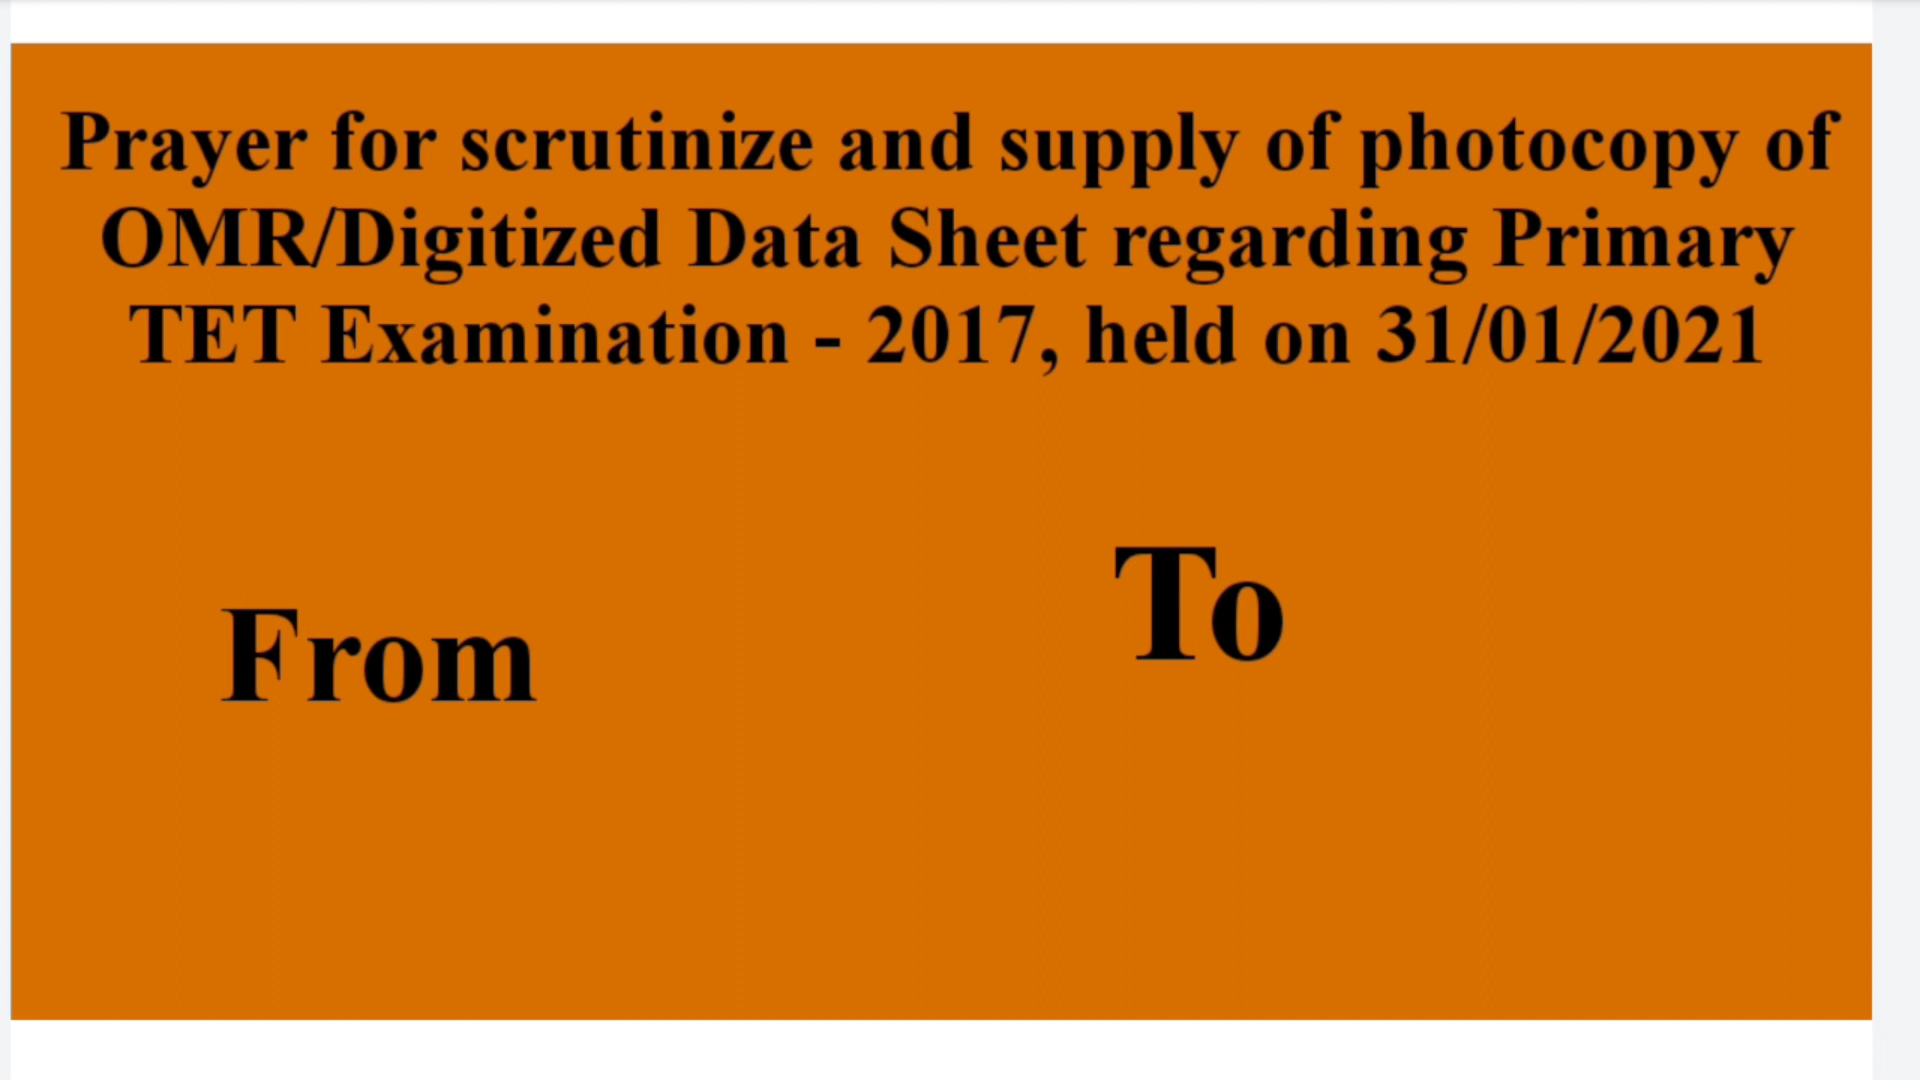 Prayer for scrutinize and supply of photocopy of
OMR/Digitized Data Sheet regarding Primary
TET Examination - 2017, held on 31/01/2021
From
To